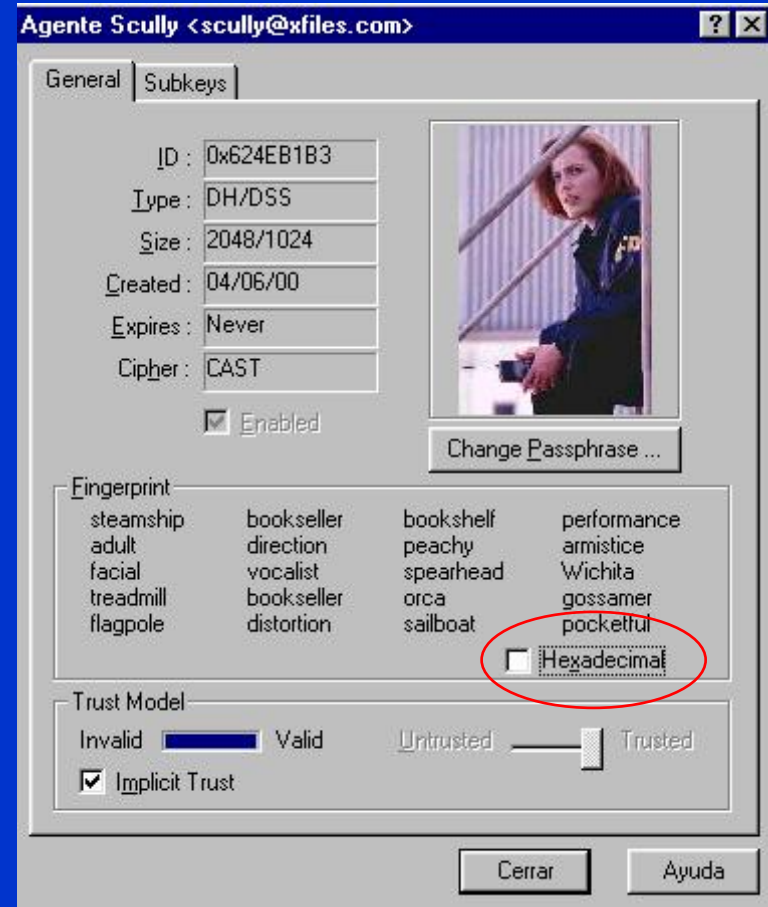 Agente Scully <scully@xfiles.com>
General Subkeys
ID : 0x624EB1B3
Type : DH/DSS
Size : 2048/1024
Created : 04/06/00
Expires : Never
Cipher : CAST
Enabled
Change Passphrase ...
Fingerprint
steamship bookseller bookshelf performance
adult direction peachy armistice
facial vocalist spearhead Wichita
treadmill bookseller orca gossamer
flagpole distortion sailboat pocketful
Hexadecimal
Trust Model
Invalid Valid Untrusted Trusted
Implicit Trust
Cerrar Ayuda